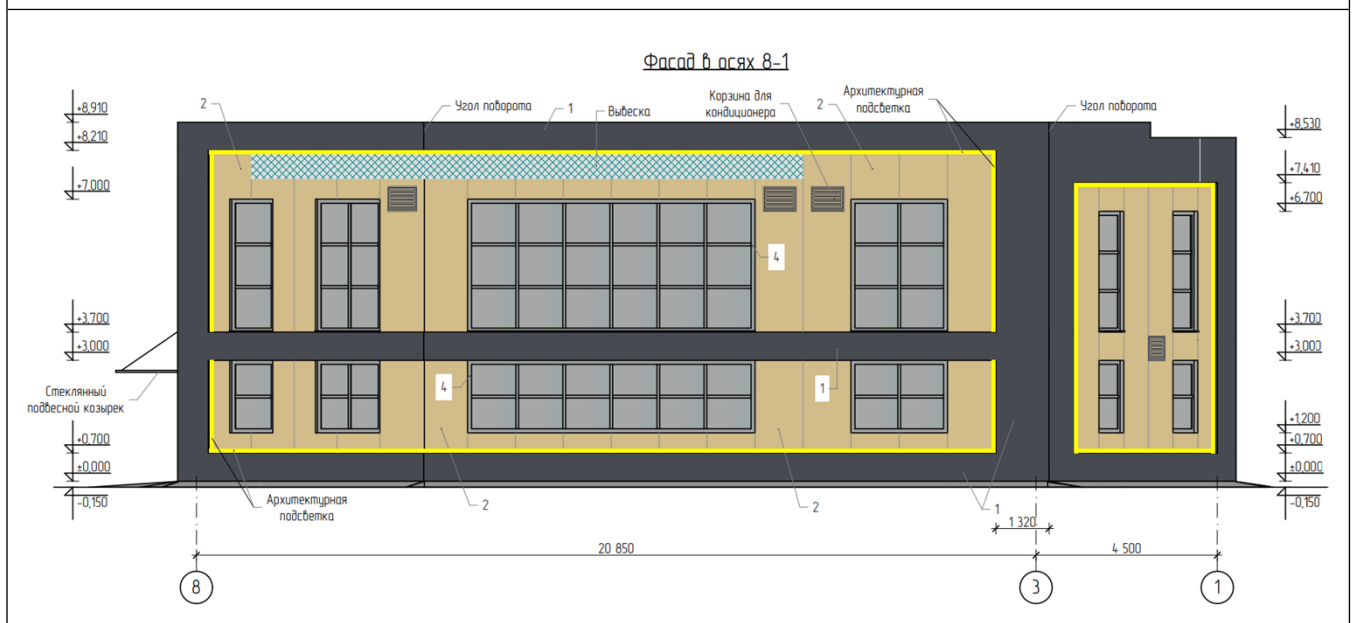 Фасад в осях 8-1
2
Угол поворота
1
Вывеска
Корзина для
кондиционера
2
Архитектурная
подсветка
Угол поворота
+8,910
+8,210
+7,000
+3,700
+3,000
+0,700
±0,000
-0,150
+8,530
+7,410
+6,700
+3,700
+3,000
+1,200
+0,700
±0,000
-0,150
4
4
1
Стеклянный
подвесной козырек
Архитектурная
подсветка
2
2
1
1 320
20 850
4 500
8
3
1